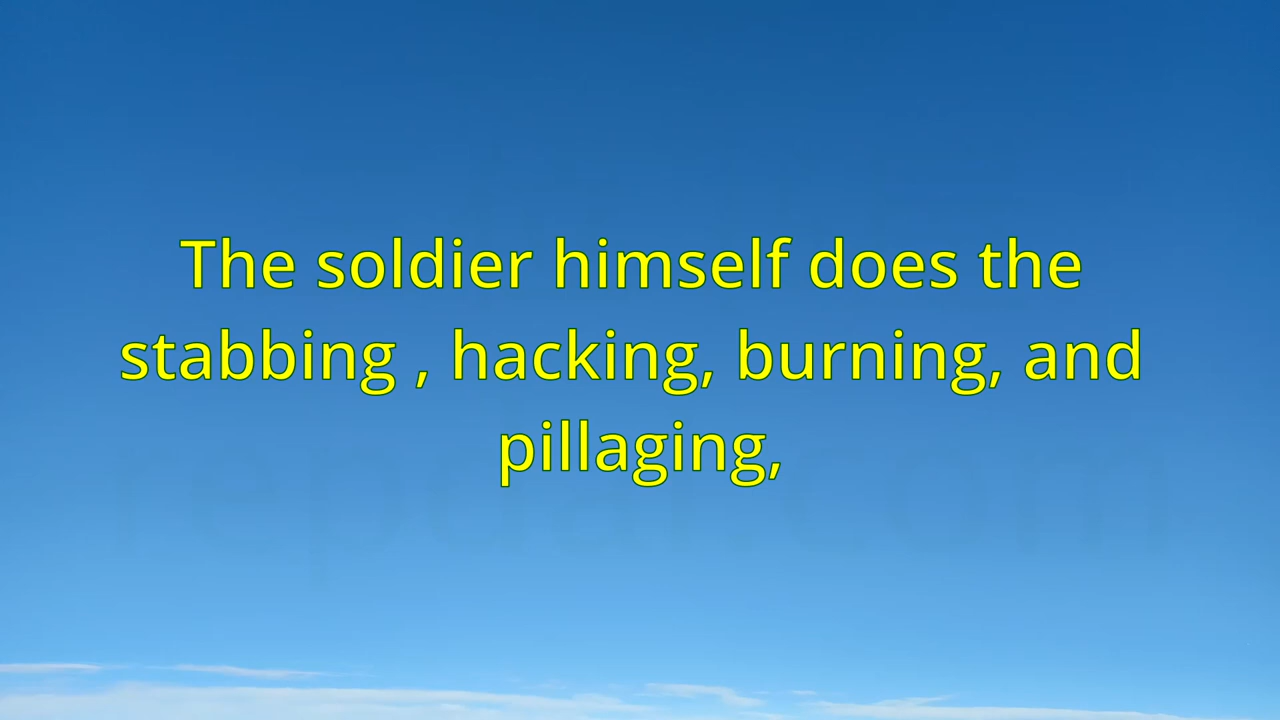 The soldier himself does the
stabbing , hacking, burning, and
pillaging,